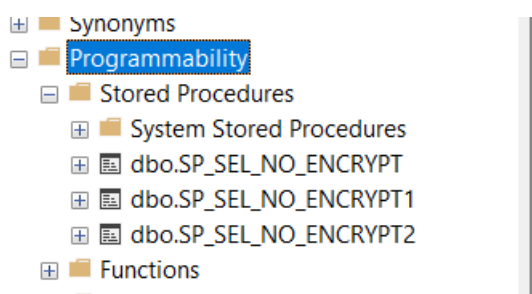 Synonyms
Programmability
Stored Procedures
System Stored Procedures
dbo.SP_SEL_NO_ENCRYPT
dbo.SP_SEL_NO_ENCRYPT1
dbo.SP_SEL_NO_ENCRYPT2
Functions